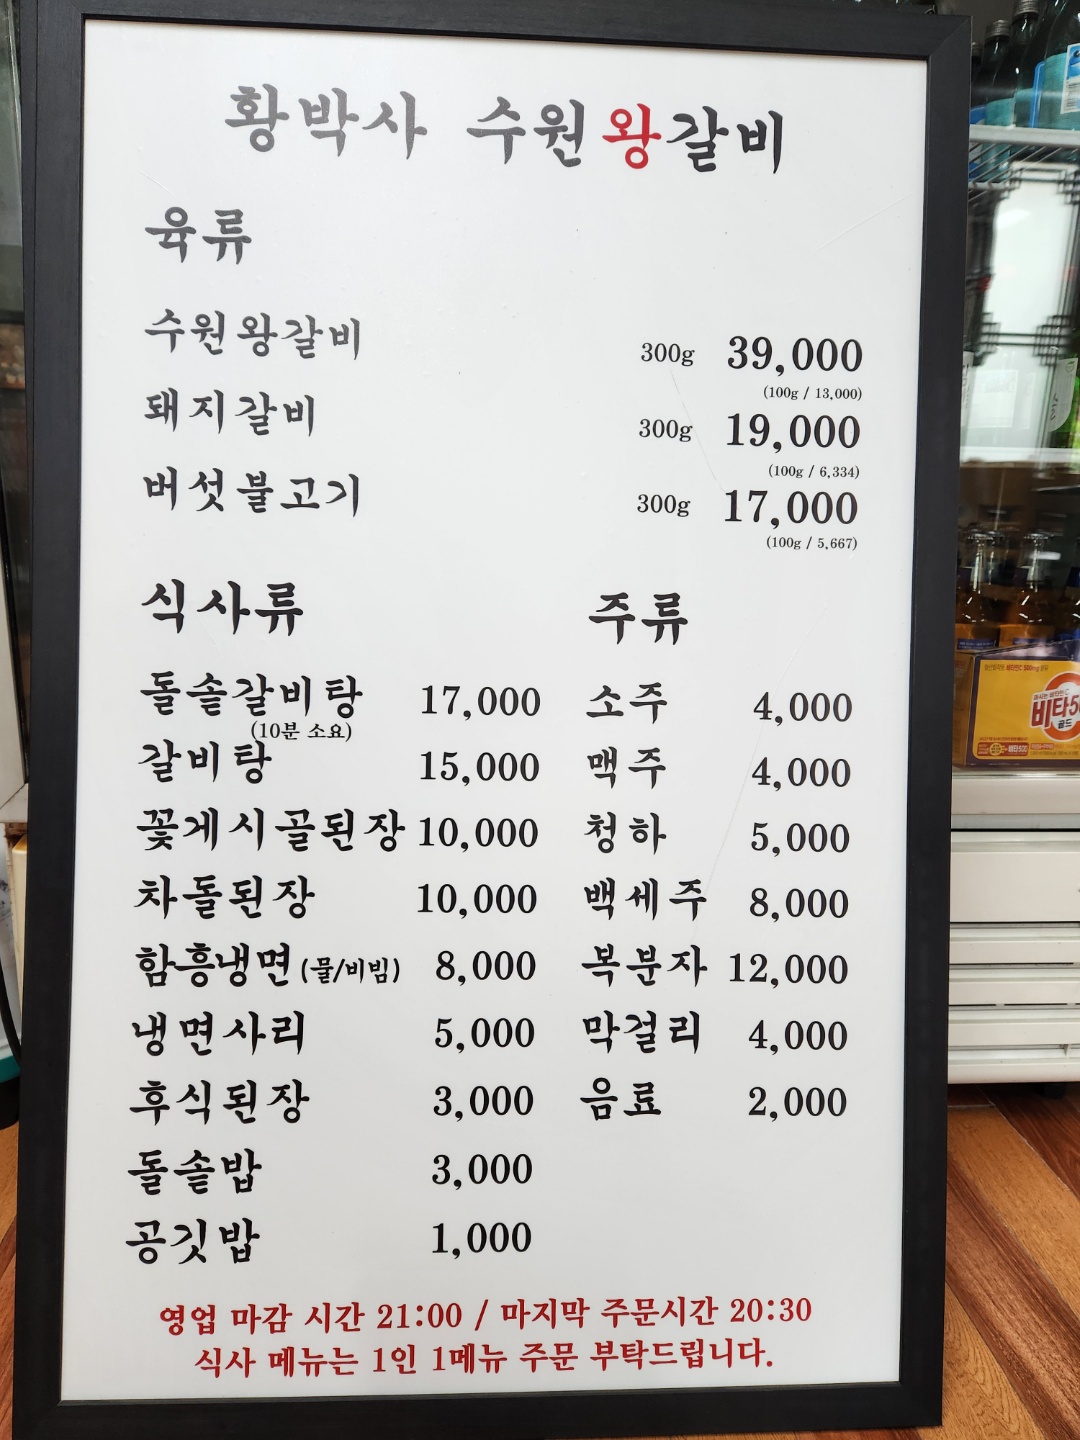 황박사 수원왕갈비
육류
수원왕갈비 300g 39,000
(100g / 13,000)
돼지갈비 300g 19,000
(100g / 6,334)
버섯불고기 300g 17,000
(100g / 5,667)
식사류
돌솥갈비탕 17,000
(10분 소요)
갈비탕 15,000
꽃게시골된장 10,000
차돌된장 10,000
함흥냉면 (물/비빔) 8,000
냉면사리 5,000
후식된장 3,000
돌솥밥 3,000
공깃밥 1,000
주류
소주 4,000
맥주 4,000
청하 5,000
백세주 8,000
복분자 12,000
막걸리 4,000
음료 2,000
영업 마감 시간 21:00 / 마지막 주문시간 20:30
식사 메뉴는 1인 1메뉴 주문 부탁드립니다.
비타5
골드